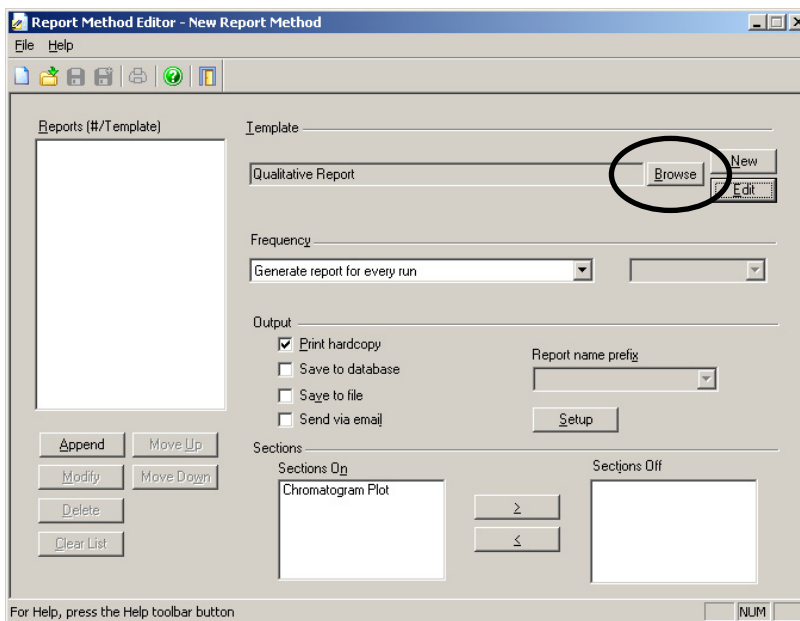 Report Method Editor - New Report Method
File Help
Reports (#/Template)
Template
Qualitative Report
Browse
New
Edit
Frequency
Generate report for every run
Output
Print hardcopy
Save to database
Save to file
Send via email
Report name prefix
Setup
Append Move Up
Modify Move Down
Delete
Clear List
Sections
Sections On
Chromatogram Plot
≥
≤
Sections Off
For Help, press the Help toolbar button
NUM